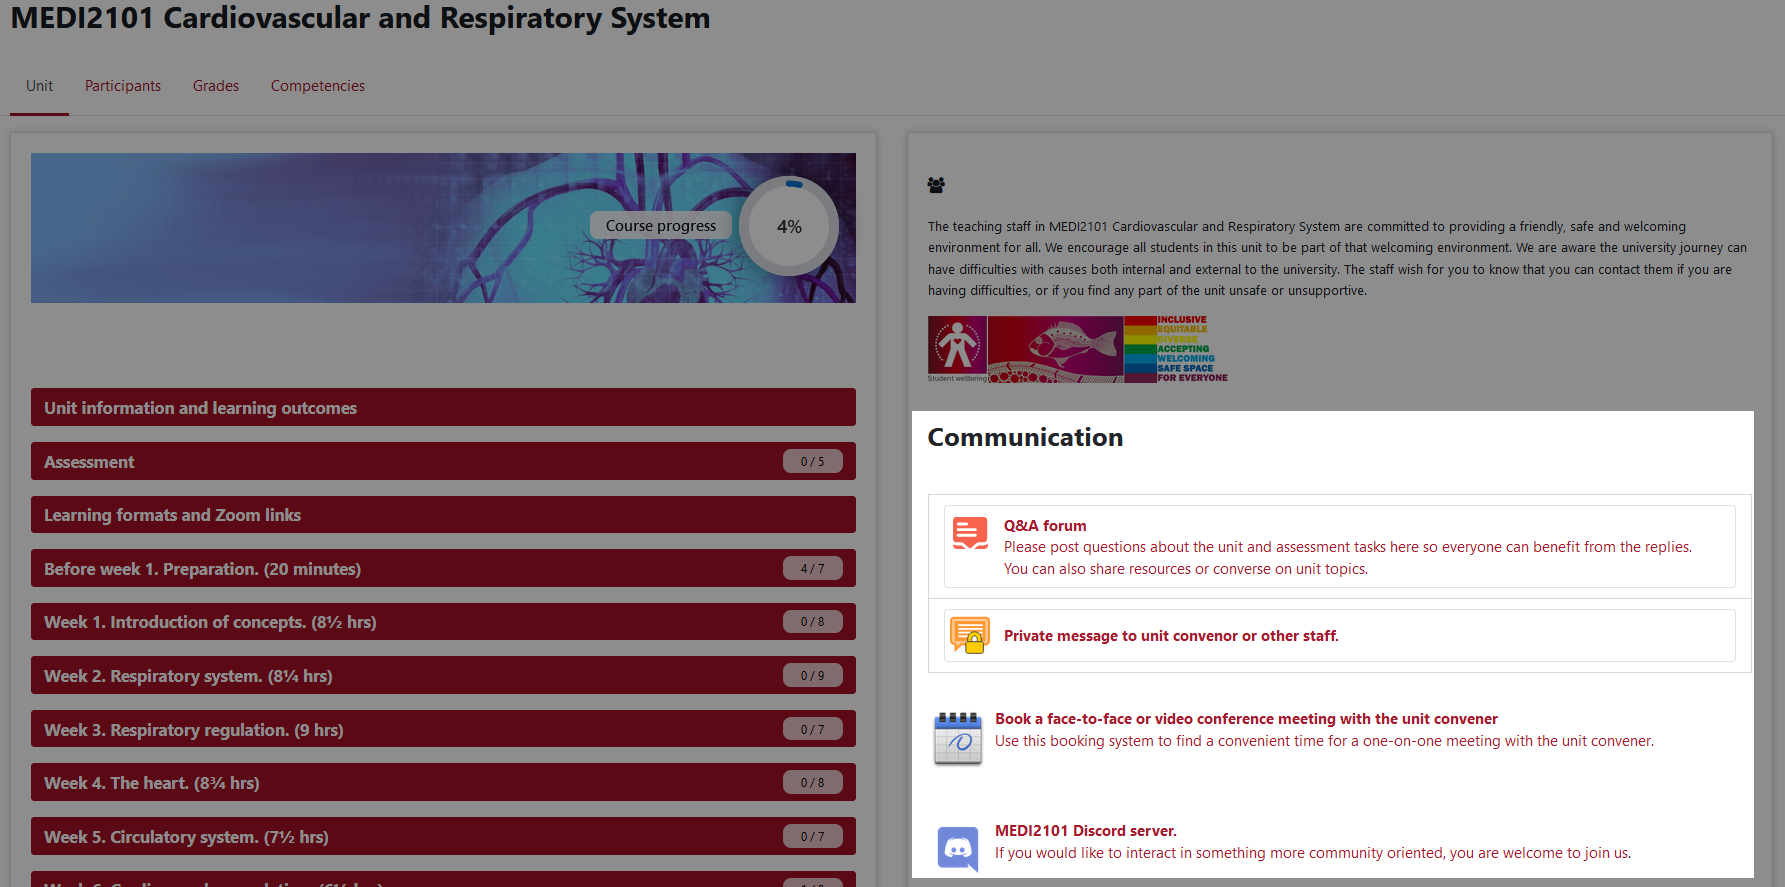 MEDI2101 Cardiovascular and Respiratory System
Unit
Participants
Grades
Competencies
Course progress
4%
Unit information and learning outcomes
Assessment
0 / 5
Learning formats and Zoom links
Before week 1. Preparation. (20 minutes)
4 / 7
Week 1. Introduction of concepts. (8½ hrs)
0 / 8
Week 2. Respiratory system. (8¼ hrs)
0 / 9
Week 3. Respiratory regulation. (9 hrs)
0 / 7
Week 4. The heart. (8¾ hrs)
0 / 8
Week 5. Circulatory system. (7½ hrs)
0 / 7
The teaching staff in MEDI2101 Cardiovascular and Respiratory System are committed to providing a friendly, safe and welcoming
environment for all. We encourage all students in this unit to be part of that welcoming environment. We are aware the university journey can
have difficulties with causes both internal and external to the university. The staff wish for you to know that you can contact them if you are
having difficulties, or if you find any part of the unit unsafe or unsupportive.
Student wellbeing
INCLUSIVE
EQUITABLE
DIVERSE
ACCEPTING
WELCOMING
SAFE SPACE
FOR EVERYONE
Communication
Q&A forum
Please post questions about the unit and assessment tasks here so everyone can benefit from the replies.
You can also share resources or converse on unit topics.
Private message to unit convenor or other staff.
Book a face-to-face or video conference meeting with the unit convener
Use this booking system to find a convenient time for a one-on-one meeting with the unit convener.
MEDI2101 Discord server.
If you would like to interact in something more community oriented, you are welcome to join us.